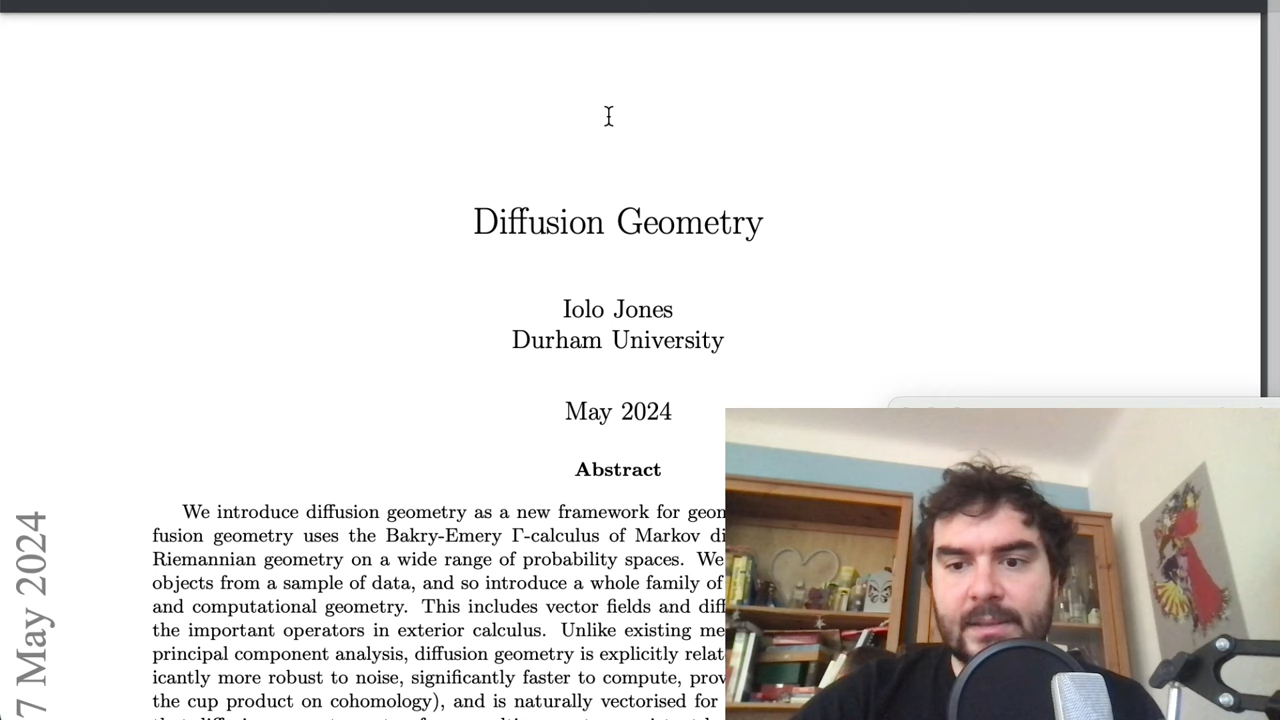 Diffusion Geometry
Iolo Jones
Durham University
May 2024
Abstract
We introduce diffusion geometry as a new framework for geom
fusion geometry uses the Bakry-Emery Γ-calculus of Markov di
Riemannian geometry on a wide range of probability spaces. We
objects from a sample of data, and so introduce a whole family of
and computational geometry. This includes vector fields and diff
the important operators in exterior calculus. Unlike existing me
principal component analysis, diffusion geometry is explicitly relat
icantly more robust to noise, significantly faster to compute, prov
the cup product on cohomology), and is naturally vectorised for
7 May 2024